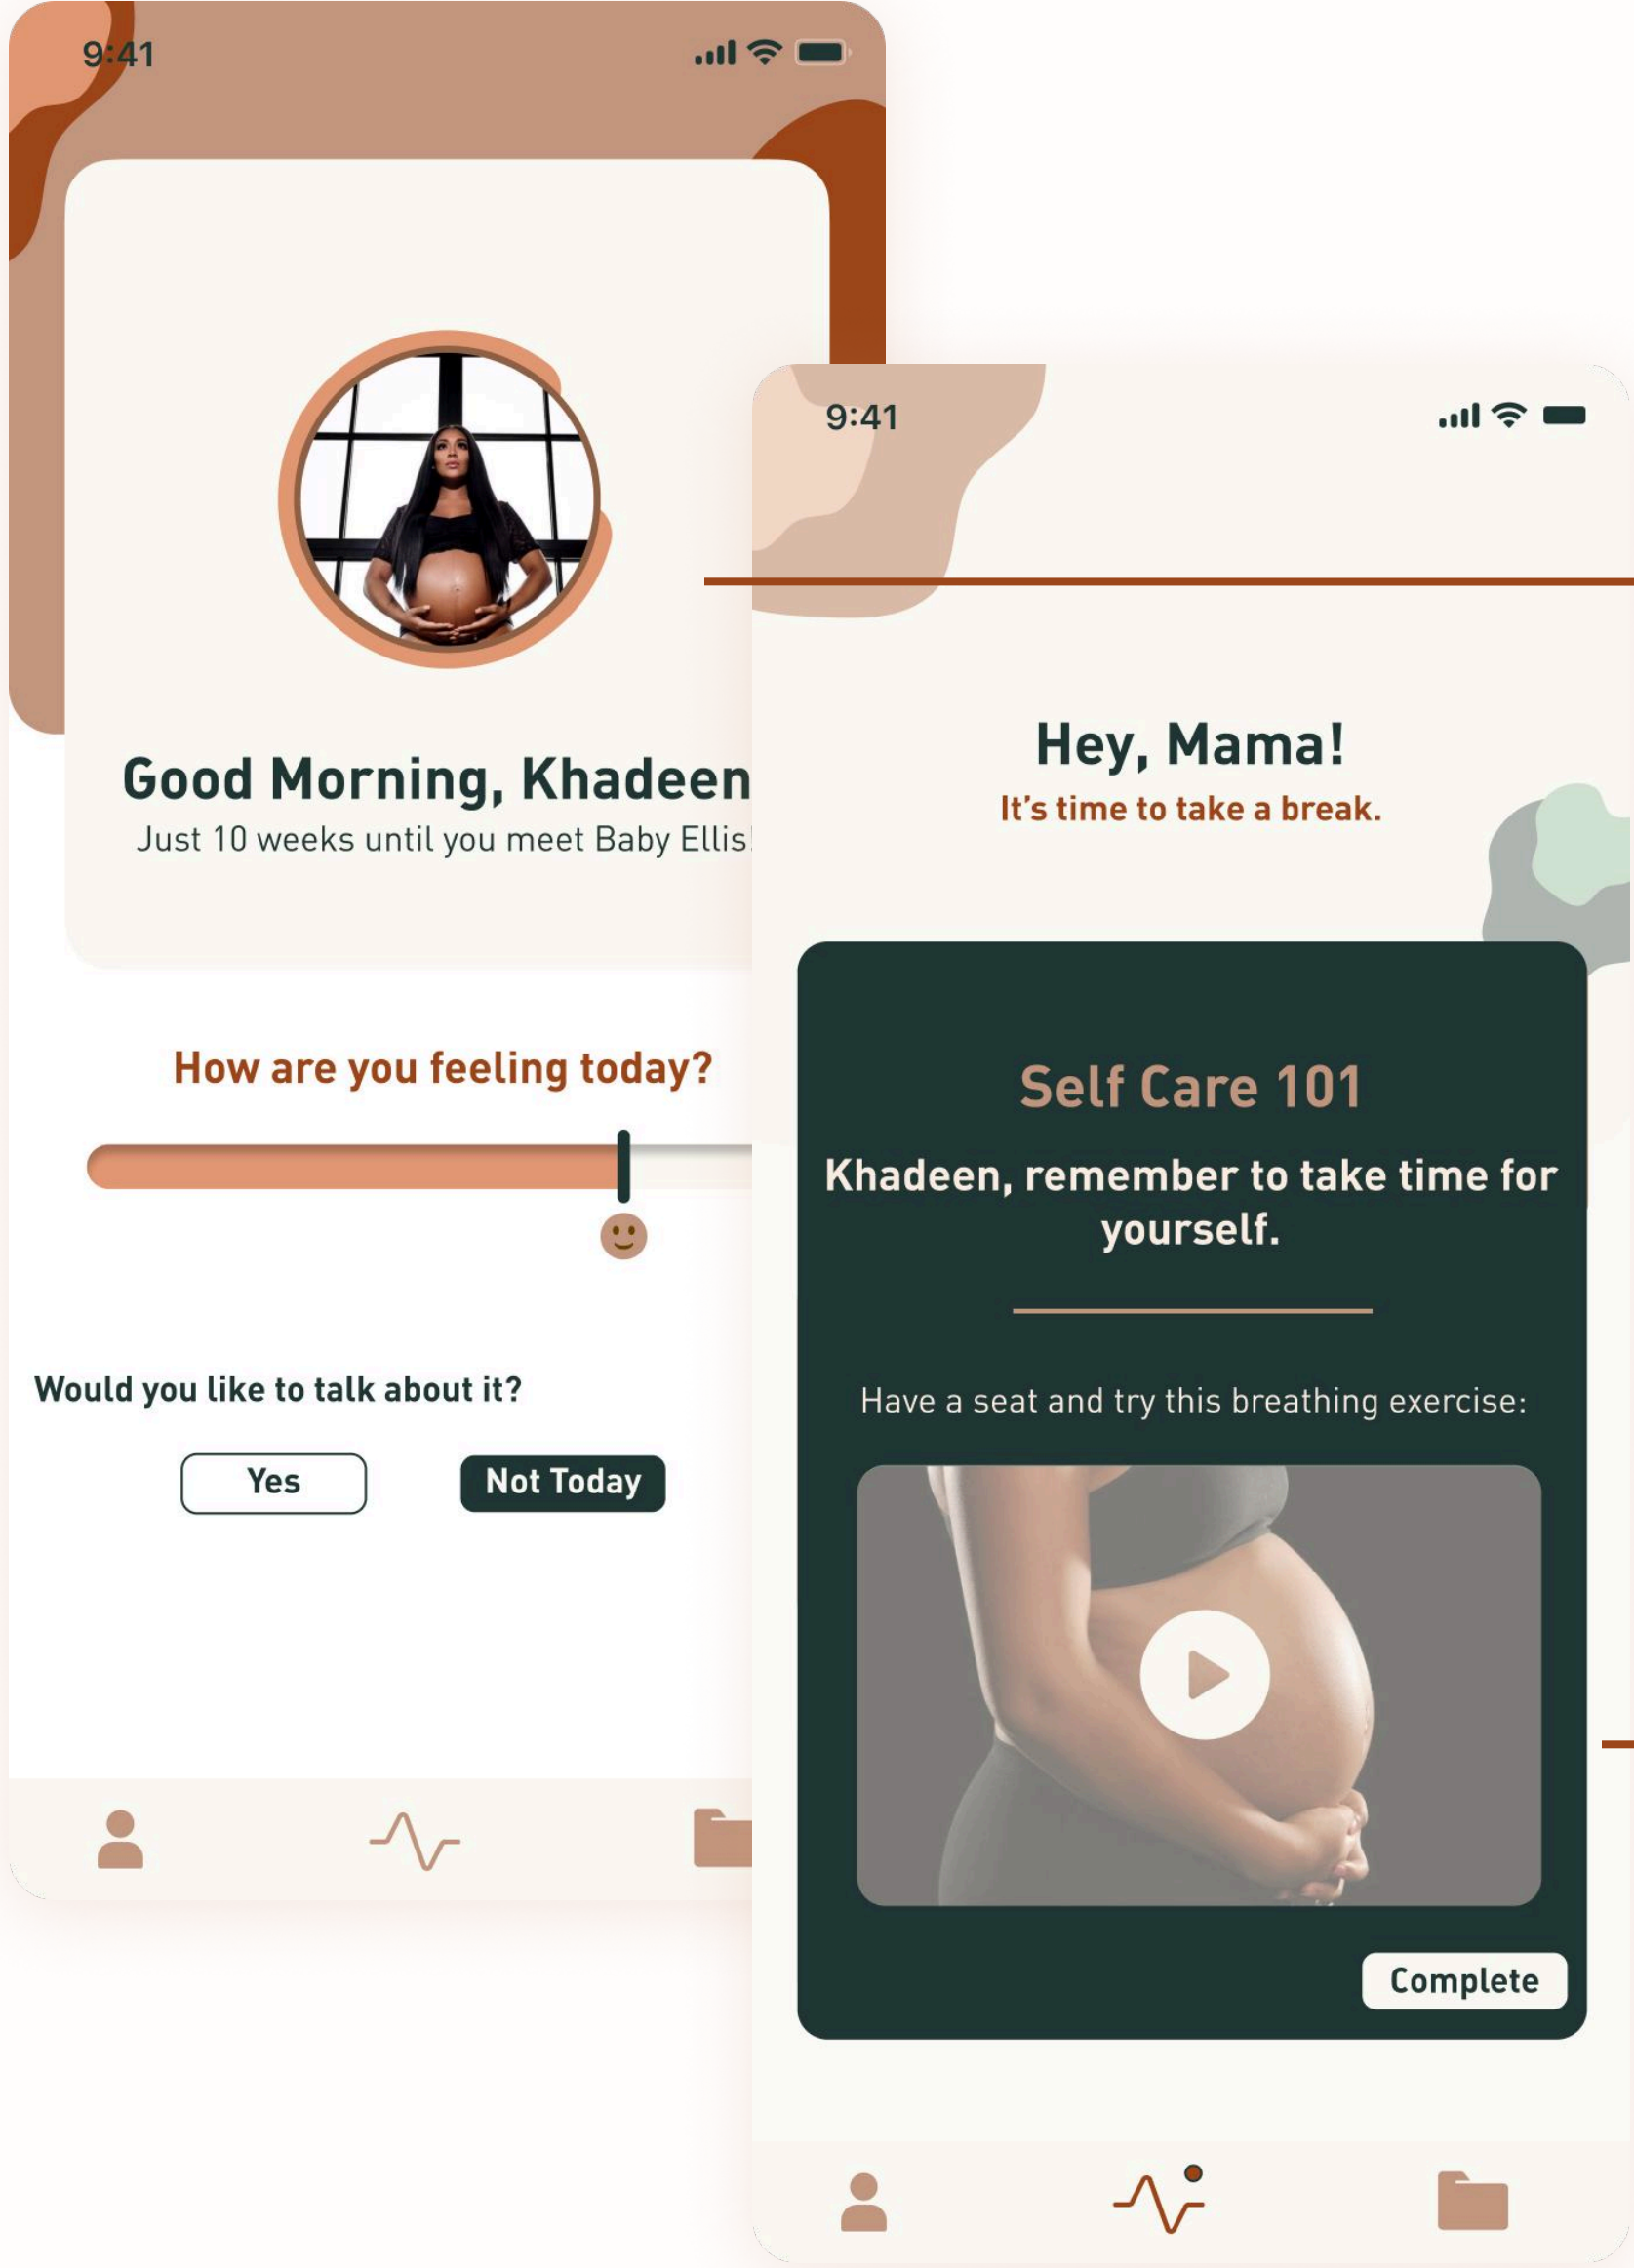 9:41
Good Morning, Khadeen
Just 10 weeks until you meet Baby Ellis!
How are you feeling today?
Would you like to talk about it?
Yes
Not Today
9:41
Hey, Mama!
It's time to take a break.
Self Care 101
Khadeen, remember to take time for
yourself.
Have a seat and try this breathing exercise:
Complete